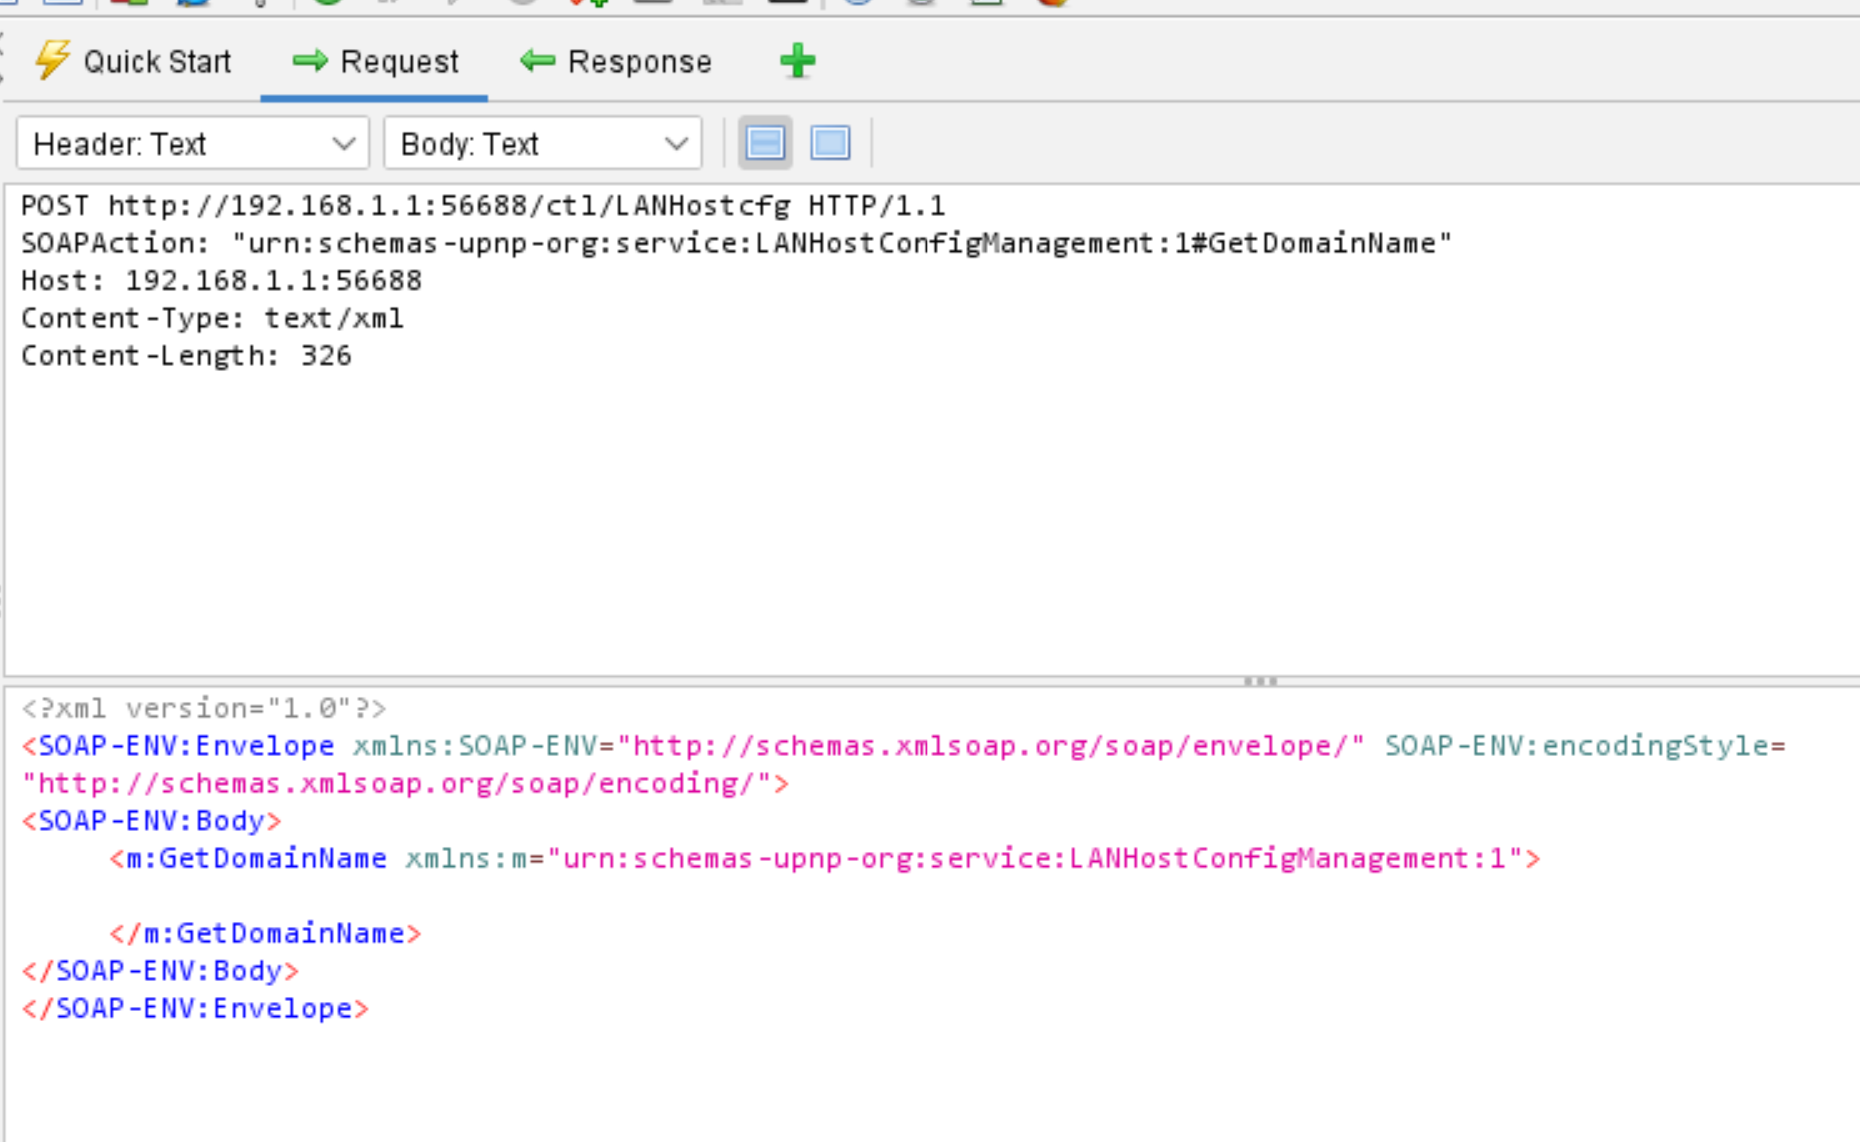 Quick Start Request Response
Header: Text Body: Text
POST http://192.168.1.1:56688/ctl/LANHostcfg HTTP/1.1
SOAPAction: "urn:schemas-upnp-org:service:LANHostConfigManagement:1#GetDomainName"
Host: 192.168.1.1:56688
Content-Type: text/xml
Content-Length: 326
<?xml version="1.0"?>
<SOAP-ENV:Envelope xmlns:SOAP-ENV="http://schemas.xmlsoap.org/soap/envelope/" SOAP-ENV:encodingStyle=
"http://schemas.xmlsoap.org/soap/encoding/">
<SOAP-ENV:Body>
     <m:GetDomainName xmlns:m="urn:schemas-upnp-org:service:LANHostConfigManagement:1">
     </m:GetDomainName>
</SOAP-ENV:Body>
</SOAP-ENV:Envelope>